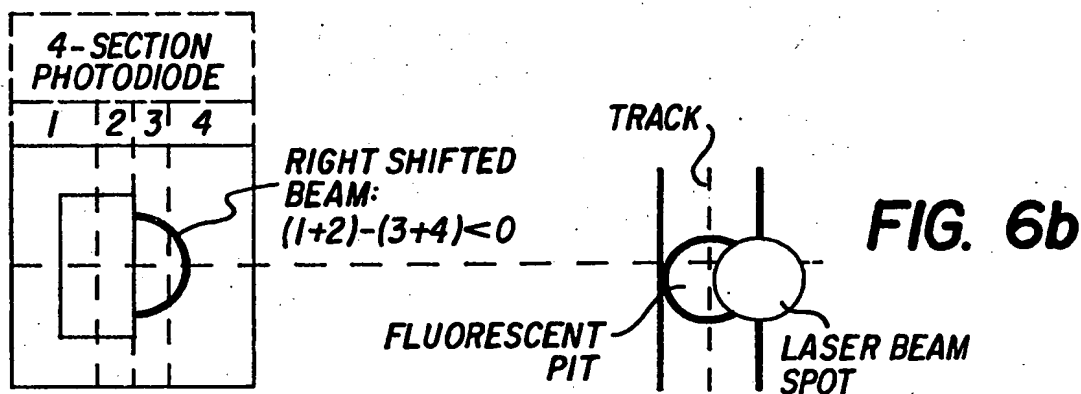 4-SECTION
PHOTODIODE
1 2 3 4
RIGHT SHIFTED
BEAM:
(1+2)-(3+4)<0
TRACK
FIG. 6b
FLUORESCENT
PIT
LASER BEAM
SPOT